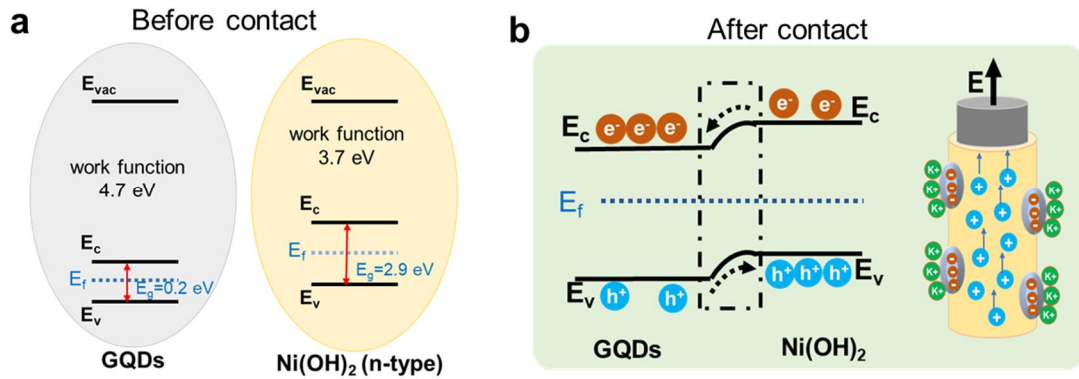 a
Before contact
E_vac
work function
4.7 eV
E_c
E_f
E_g=0.2 eV
E_v
GQDs
E_vac
work function
3.7 eV
E_c
E_f
E_g=2.9 eV
E_v
Ni(OH)_2 (n-type)
b
After contact
E_c
e^- e^- e^-
e^- e^-
E_c
E_f
E_v
h^+ h^+
h^+ h^+ h^+
E_v
GQDs
Ni(OH)_2
E
K+
K+
K+
K+
K+
K+
K+
K+
K+
K+
K+
K+
+
+
+
+
+
+
+
+
+